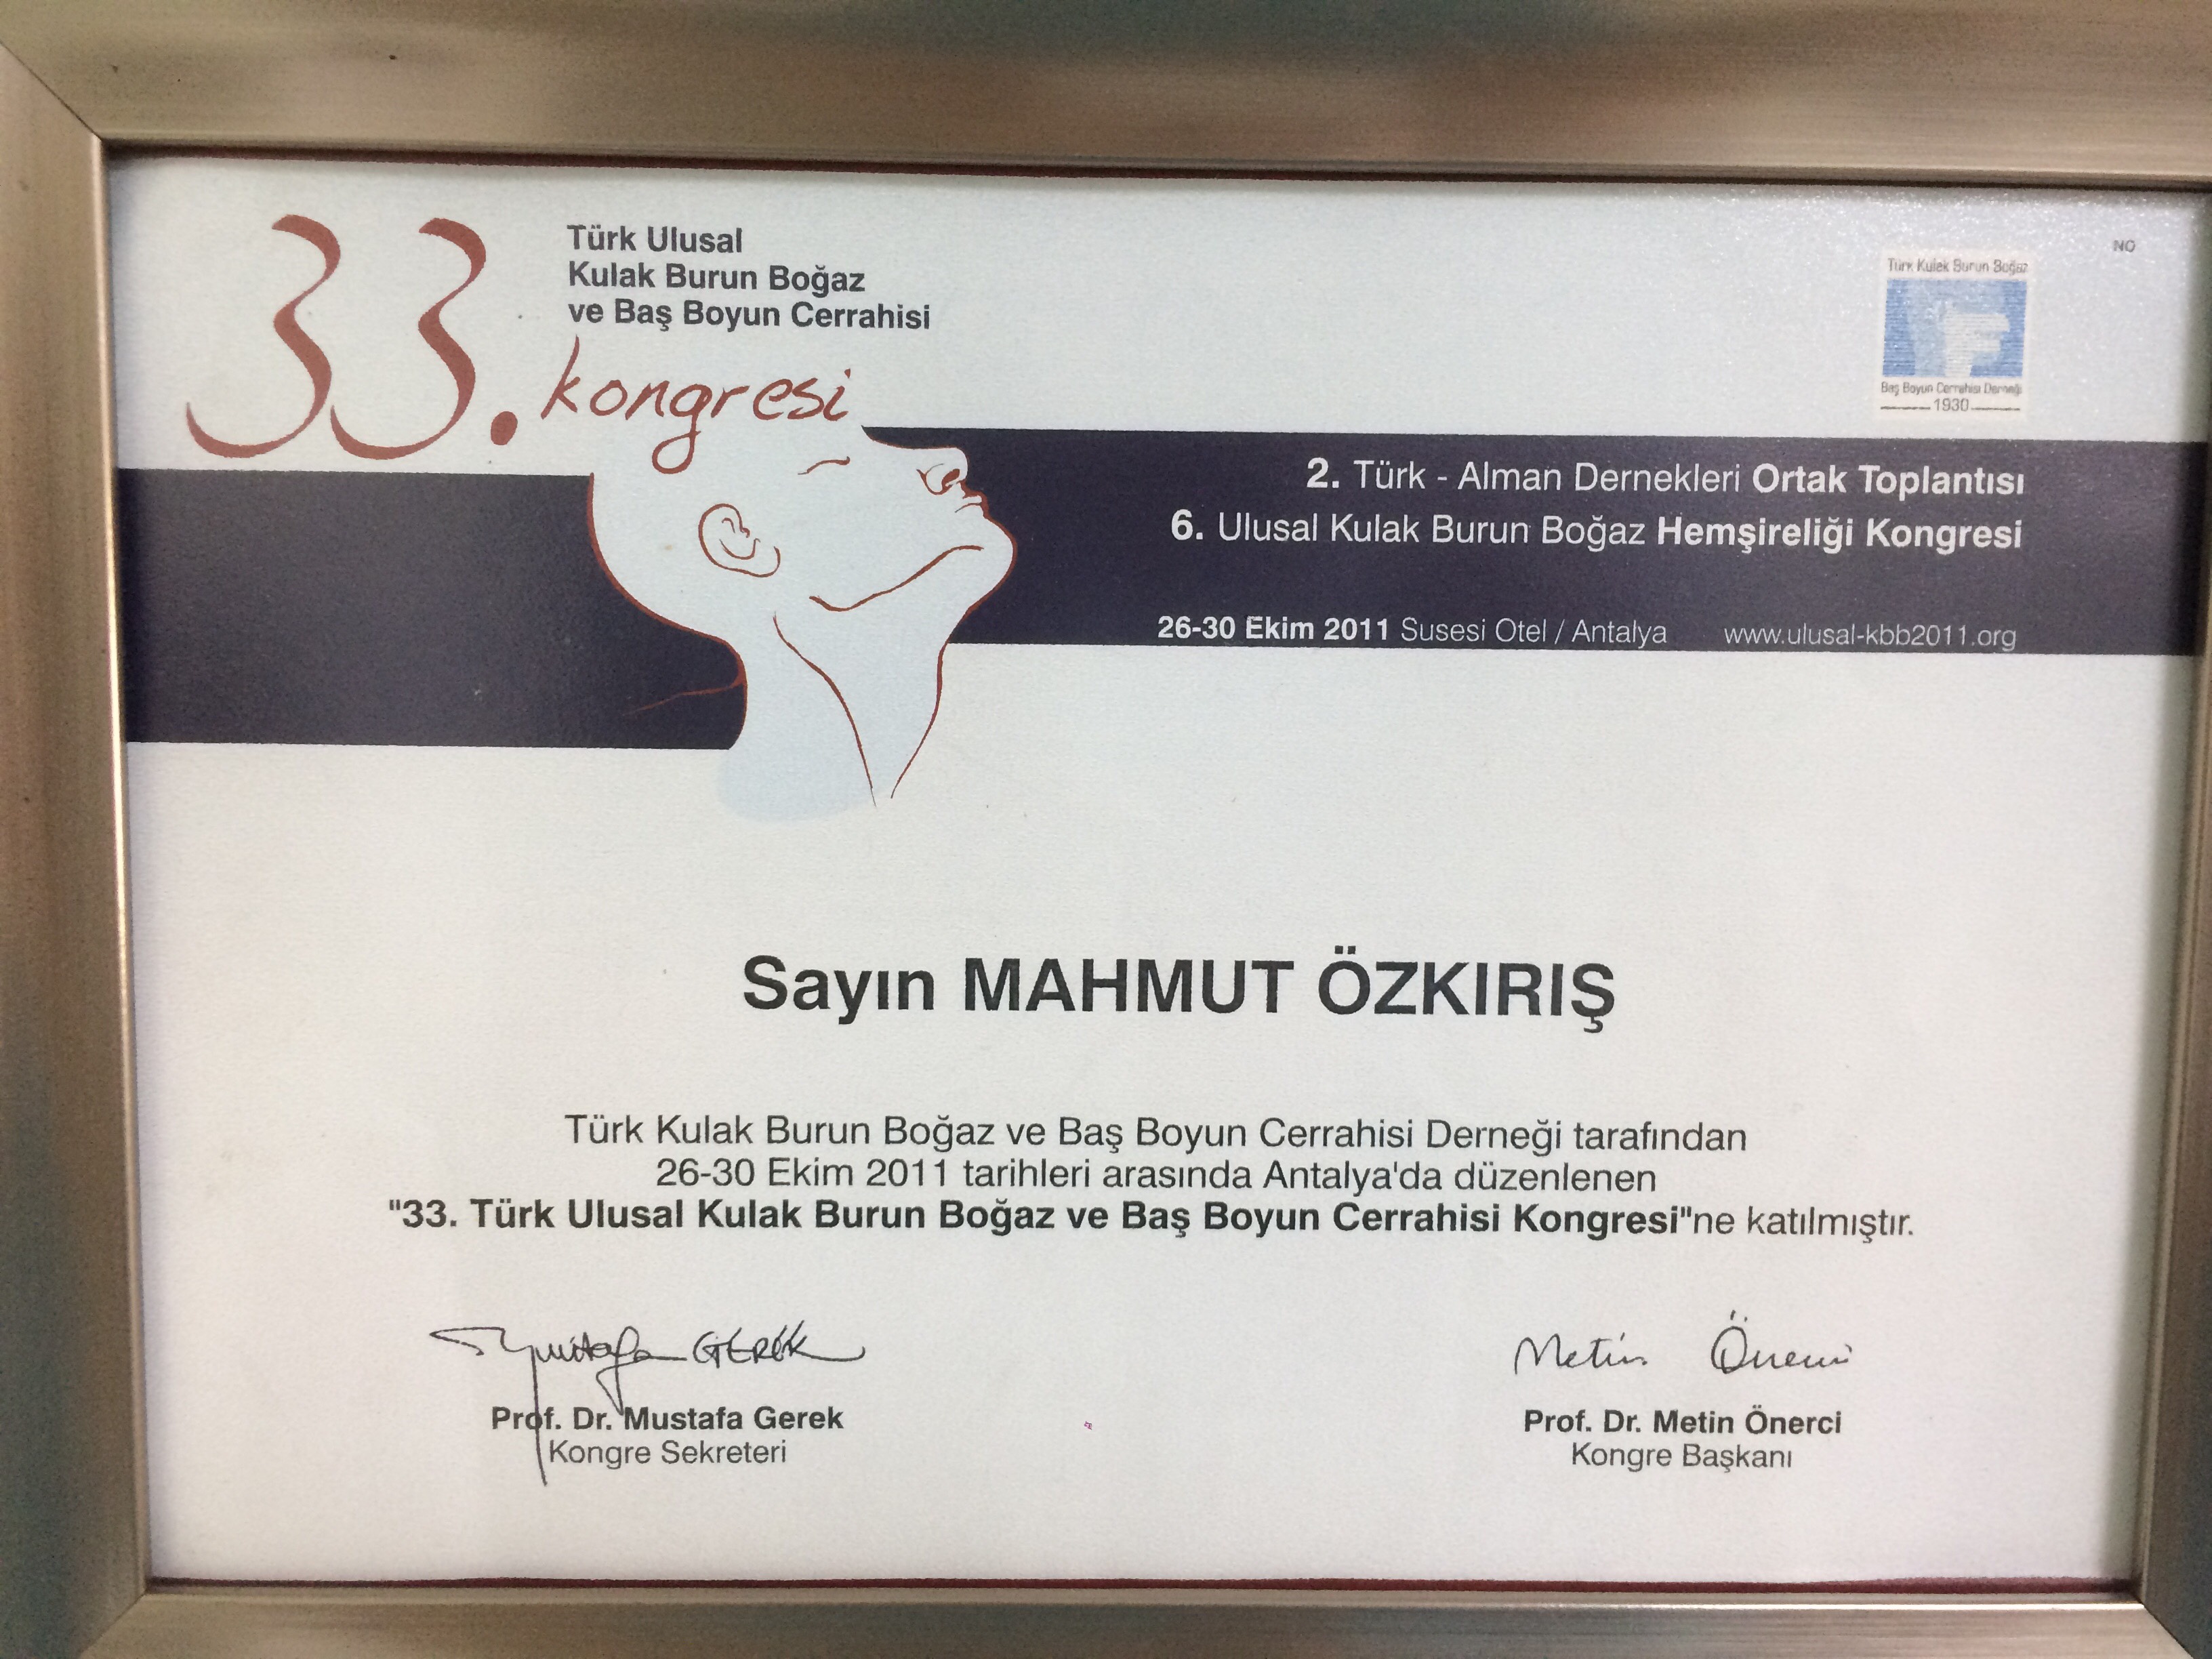 33. Türk Ulusal
Kulak Burun Boğaz
ve Baş Boyun Cerrahisi
kongresi
NG
Türk Kulak Burun Boğaz
Baş Boyun Cerrahisi Derneği
1930
2. Türk - Alman Dernekleri Ortak Toplantısı
6. Ulusal Kulak Burun Boğaz Hemşireliği Kongresi
26-30 Ekim 2011 Susesi Otel / Antalya www.ulusal-kbb2011.org
Sayın MAHMUT ÖZKIRIŞ
Türk Kulak Burun Boğaz ve Baş Boyun Cerrahisi Derneği tarafından
26-30 Ekim 2011 tarihleri arasında Antalya'da düzenlenen
"33. Türk Ulusal Kulak Burun Boğaz ve Baş Boyun Cerrahisi Kongresi"ne katılmıştır.
Mustafa GEREK
Metin Önerci
Prof. Dr. Mustafa Gerek
Kongre Sekreteri
Prof. Dr. Metin Önerci
Kongre Başkanı